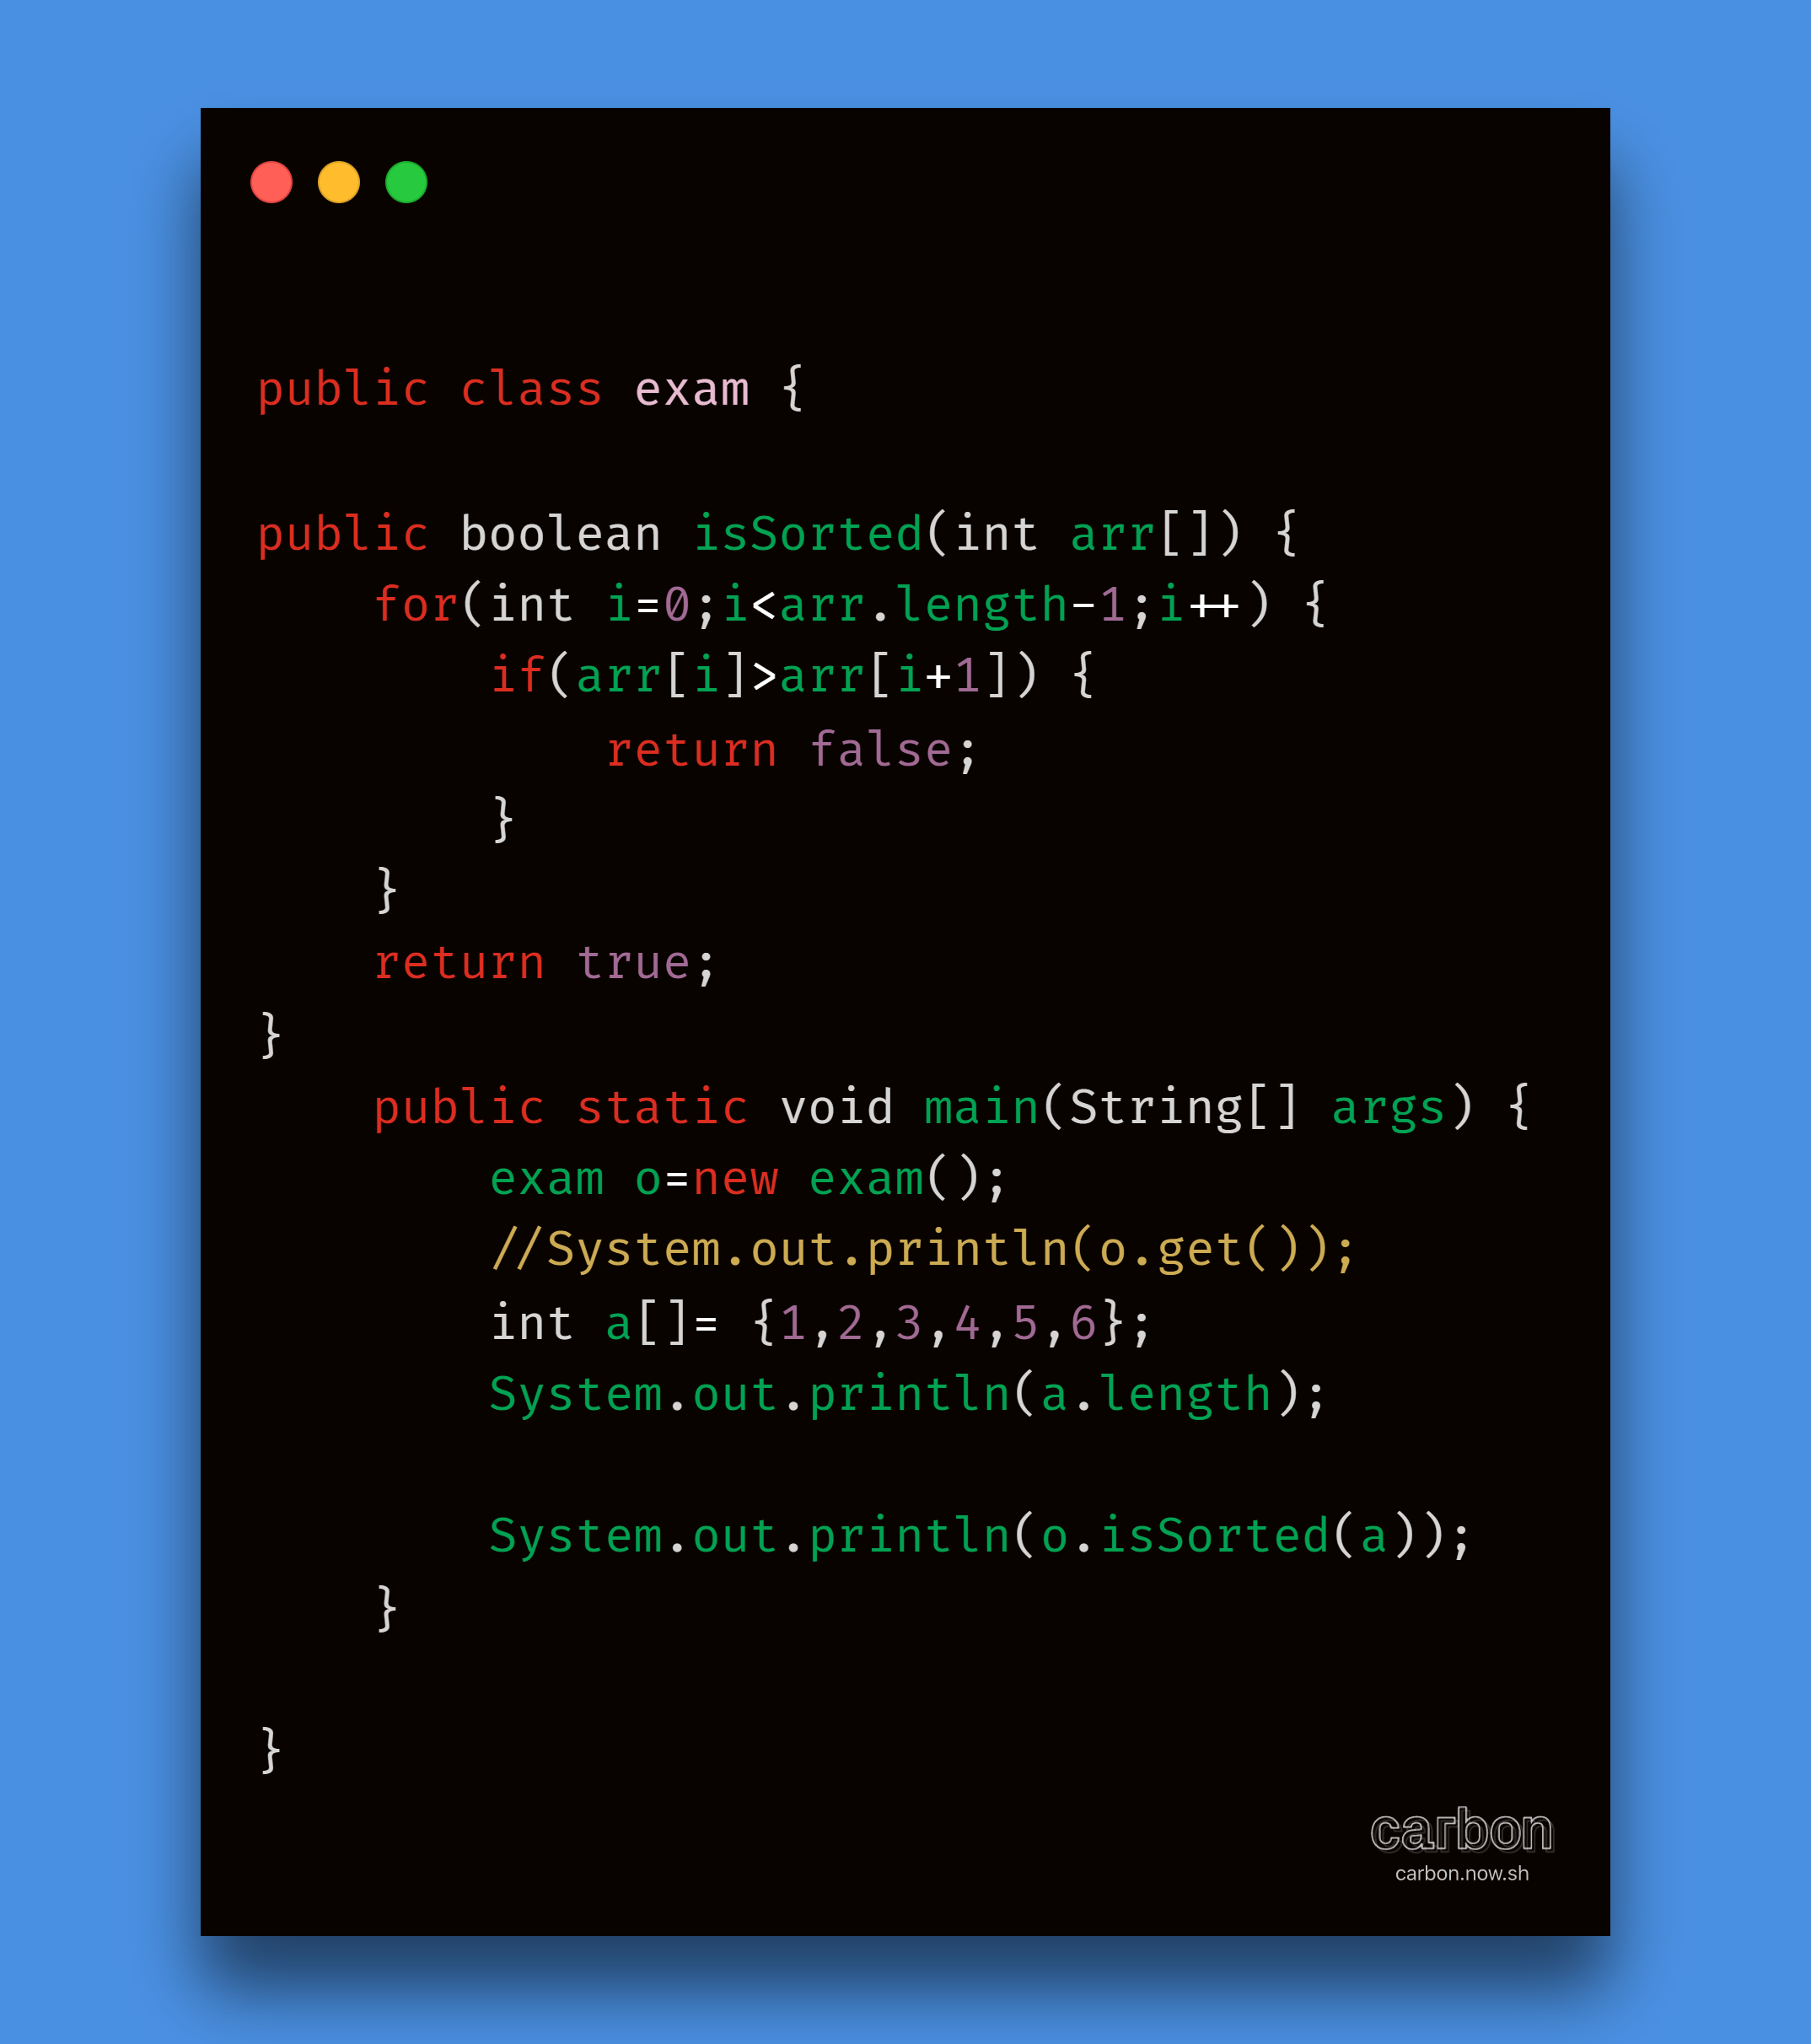 public class exam {
public boolean isSorted(int arr[]) {
    for(int i=0;i<arr.length-1;i++) {
        if(arr[i]>arr[i+1]) {
            return false;
        }
    }
    return true;
}
    public static void main(String[] args) {
        exam o=new exam();
        //System.out.println(o.get());
        int a[]= {1,2,3,4,5,6};
        System.out.println(a.length);
        System.out.println(o.isSorted(a));
    }
}
carbon
carbon.now.sh